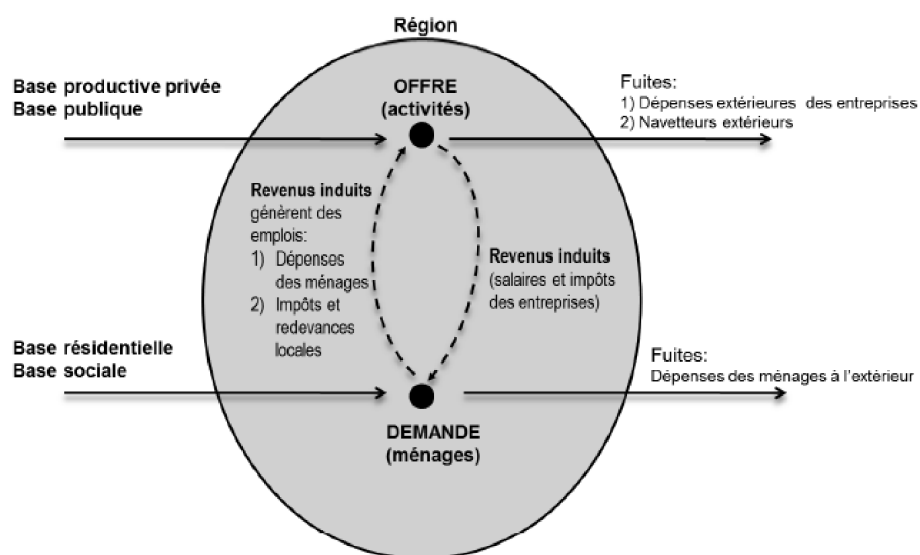 Région
Base productive privée
Base publique
OFFRE
(activités)
Fuites:
1) Dépenses extérieures des entreprises
2) Navetteurs extérieurs
Revenus induits
génèrent des
emplois:
1) Dépenses
des ménages
2) Impôts et
redevances
locales
Revenus induits
(salaires et impôts
des entreprises)
Base résidentielle
Base sociale
Fuites:
Dépenses des ménages à l'extérieur
DEMANDE
(ménages)